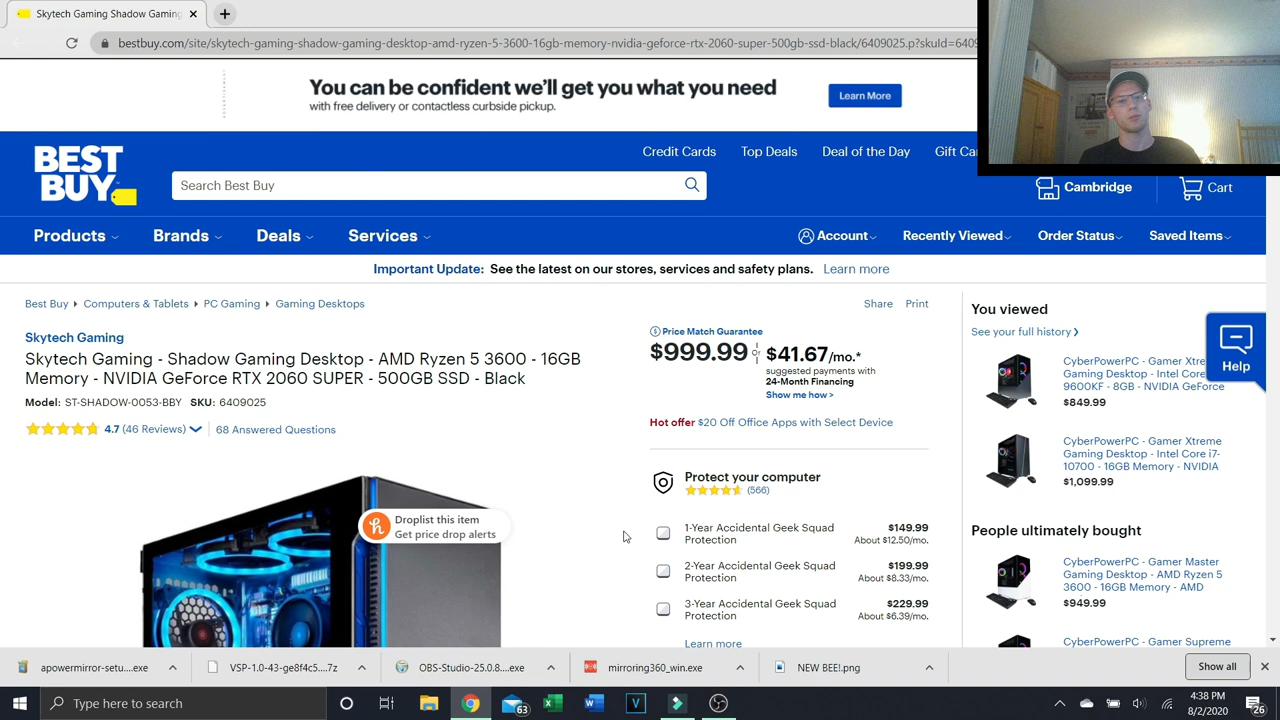 Skytech Gaming Shadow Gaming
bestbuy.com/site/skytech-gaming-shadow-gaming-desktop-amd-ryzen-5-3600-16gb-memory-nvidia-geforce-rtx-2060-super-500gb-ssd-black/6409025.p?skuId=6409
You can be confident we'll get you what you need
with free delivery or contactless curbside pickup.
Learn More
BEST BUY
Credit Cards Top Deals Deal of the Day Gift Ca
Search Best Buy
Cambridge Cart
Products Brands Deals Services
Account Recently Viewed Order Status Saved Items
Important Update: See the latest on our stores, services and safety plans. Learn more
Best Buy Computers & Tablets PC Gaming Gaming Desktops
Share Print
Skytech Gaming
Skytech Gaming - Shadow Gaming Desktop - AMD Ryzen 5 3600 - 16GB
Memory - NVIDIA GeForce RTX 2060 SUPER - 500GB SSD - Black
Model: ST-SHADOW-0053-BBY SKU: 6409025
4.7 (46 Reviews) 68 Answered Questions
Droplist this item
Get price drop alerts
Price Match Guarantee
$999.99 or $41.67/mo.*
suggested payments with
24-Month Financing
Show me how >
Hot offer $20 Off Office Apps with Select Device
Protect your computer
(566)
1-Year Accidental Geek Squad Protection $149.99
About $12.50/mo.
2-Year Accidental Geek Squad Protection $199.99
About $8.33/mo.
3-Year Accidental Geek Squad Protection $229.99
About $6.39/mo.
Learn more
You viewed
See your full history >
CyberPowerPC - Gamer Xtre
Gaming Desktop - Intel Core
9600KF - 8GB - NVIDIA GeForce
$849.99
Help
CyberPowerPC - Gamer Xtreme
Gaming Desktop - Intel Core i7-
10700 - 16GB Memory - NVIDIA
$1,099.99
People ultimately bought
CyberPowerPC - Gamer Master
Gaming Desktop - AMD Ryzen 5
3600 - 16GB Memory - AMD
$949.99
CyberPowerPC - Gamer Supreme
apowermirror-setu....exe VSP-1.0-43-ge8f4c5....7z OBS-Studio-25.0.8....exe mirroring360_win.exe NEW BEE!.png Show all
Type here to search
63
4:38 PM
8/2/2020
26